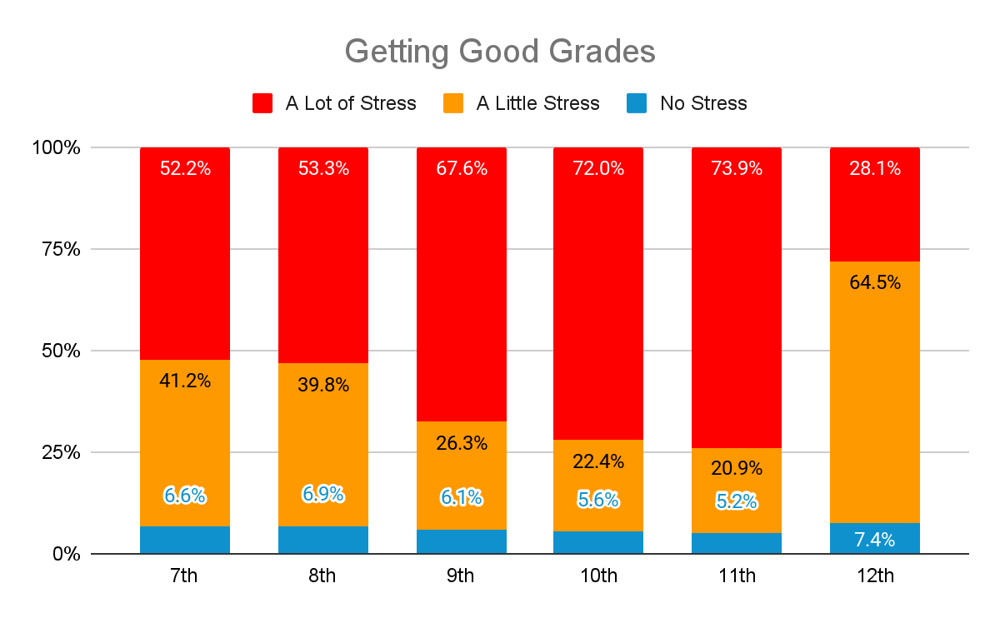 Getting Good Grades
A Lot of Stress A Little Stress No Stress
100%
52.2% 53.3% 67.6% 72.0% 73.9% 28.1%
75%
64.5%
50%
41.2% 39.8%
26.3% 22.4% 20.9%
25%
6.6% 6.9% 6.1% 5.6% 5.2%
7.4%
0%
7th 8th 9th 10th 11th 12th